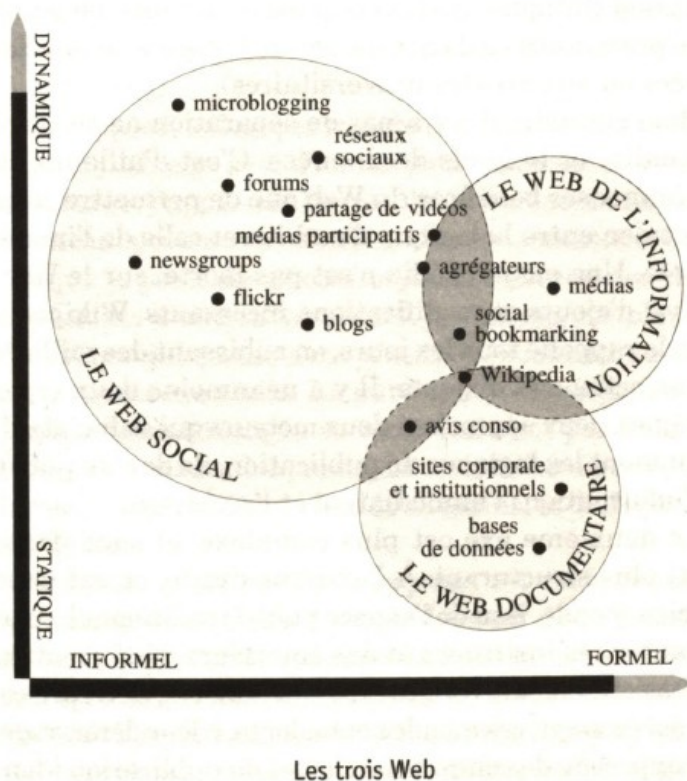 DYNAMIQUE
STATIQUE
microblogging
réseaux
sociaux
forums
partage de vidéos
médias participatifs
newsgroups
agrégateurs
flickr
blogs
social
bookmarking
médias
Wikipedia
avis conso
sites corporate
et institutionnels
bases
de données
LE WEB SOCIAL
LE WEB DE L'INFORMATION
LE WEB DOCUMENTAIRE
INFORMEL
FORMEL
Les trois Web